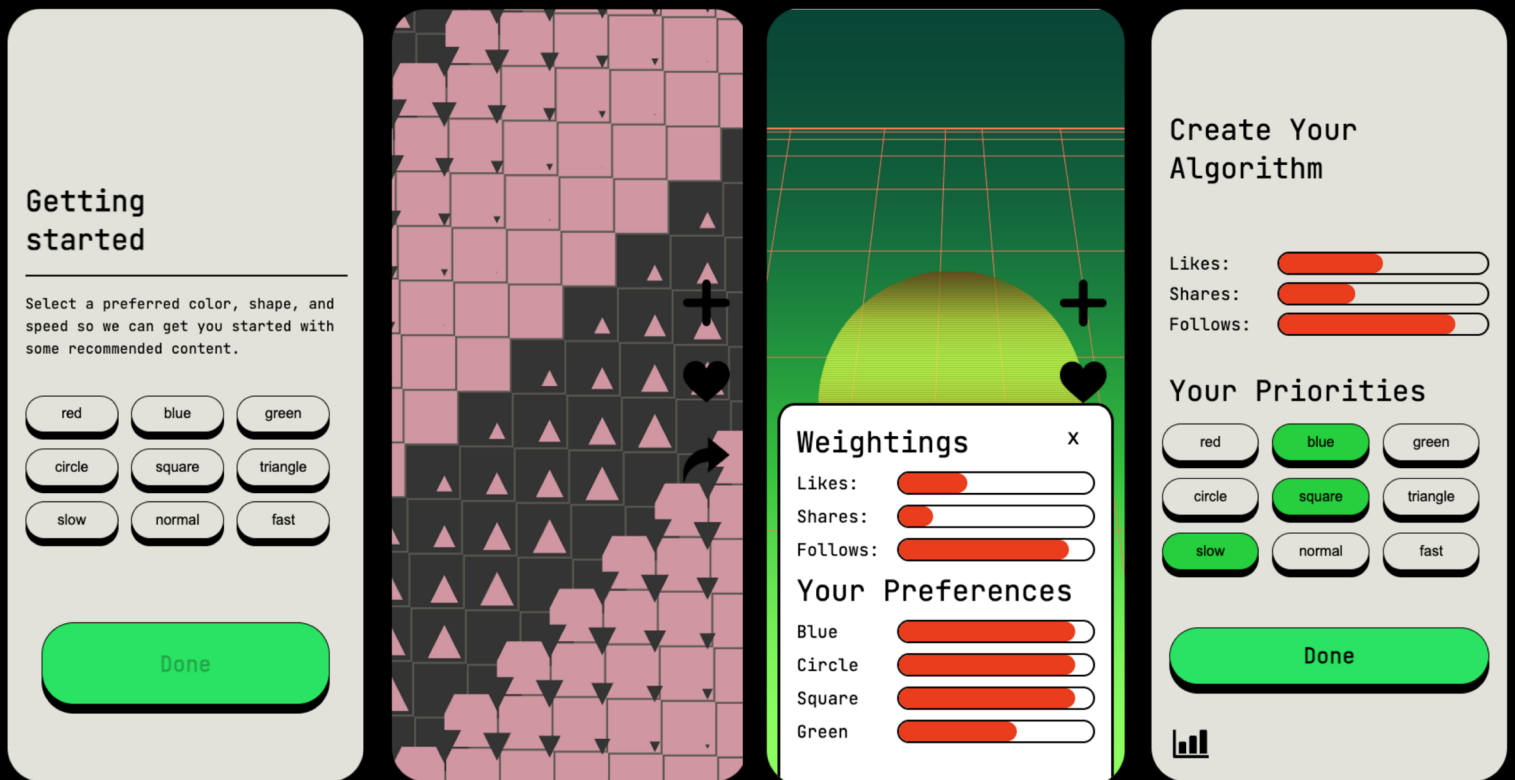 Getting
started
Select a preferred color, shape, and
speed so we can get you started with
some recommended content.
red
blue
green
circle
square
triangle
slow
normal
fast
Done
Weightings
X
Likes:
Shares:
Follows:
Your Preferences
Blue
Circle
Square
Green
Create Your
Algorithm
Likes:
Shares:
Follows:
Your Priorities
red
blue
green
circle
square
triangle
slow
normal
fast
Done